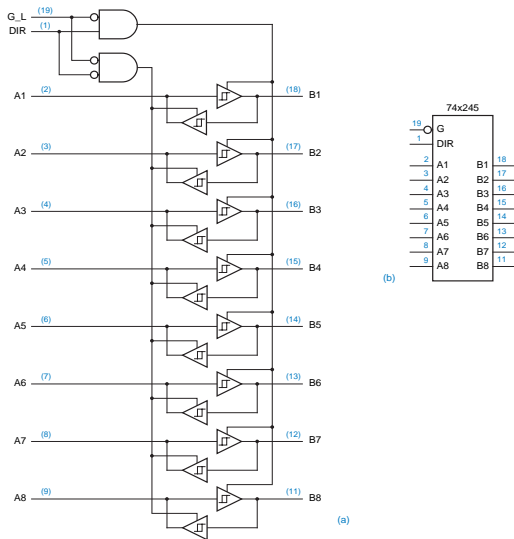 G_L (19)
DIR (1)
A1 (2) (18) B1
A2 (3) (17) B2
A3 (4) (16) B3
A4 (5) (15) B4
A5 (6) (14) B5
A6 (7) (13) B6
A7 (8) (12) B7
A8 (9) (11) B8
(a)
74x245
19 G
1 DIR
2 A1 B1 18
3 A2 B2 17
4 A3 B3 16
5 A4 B4 15
6 A5 B5 14
7 A6 B6 13
8 A7 B7 12
9 A8 B8 11
(b)